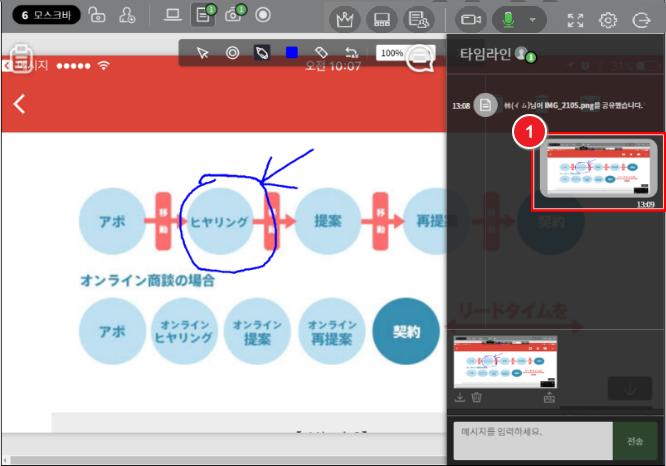 6 모스크바
1
1
100%
타임라인 1
메시지
오전 10:07
31%
13:08 林(イム)님이 IMG_2105.png를 공유했습니다.
1
13:09
アポ 移動 ヒヤリング 移動 提案 移動 再提案 移動 契約
オンライン商談の場合
アポ オンラインヒヤリング オンライン提案 オンライン再提案 契約
リードタイムを
메시지를 입력하세요.
전송